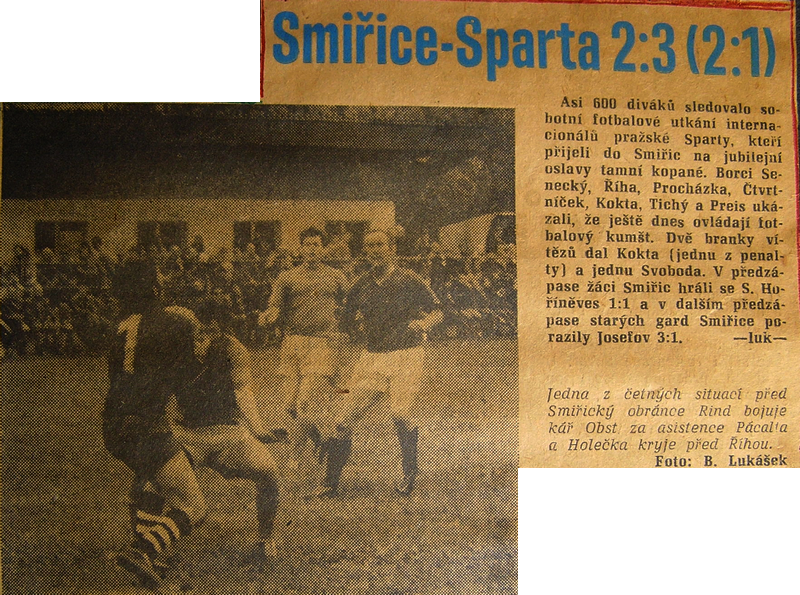 Smiřice-Sparta 2:3 (2:1)
Asi 600 diváků sledovalo so-
botní fotbalové utkání interna-
cionálů pražské Sparty, kteří
přijeli do Smiřic na jubilejní
oslavy tamní kopané. Borci Se-
necký, Říha, Procházka, Čtvrt-
níček, Kokta, Tichý a Preis uká-
zali, že ještě dnes ovládají fot-
balový kumšt. Dvě branky ví-
tězů dal Kokta (jednu z penal-
ty) a jednu Svoboda. V předzá-
pase žáci Smiřic hráli se S. Ho-
říněves 1:1 a v dalším předzá-
pase starých gard Smiřice po-
razily Josefov 3:1. —luk—
Jedna z četných situací před
Smiřický obránce Rind bojuje
kář Obst za asistence Pácalta
a Holečka kryje před Říhou.
Foto: B. Lukášek
1